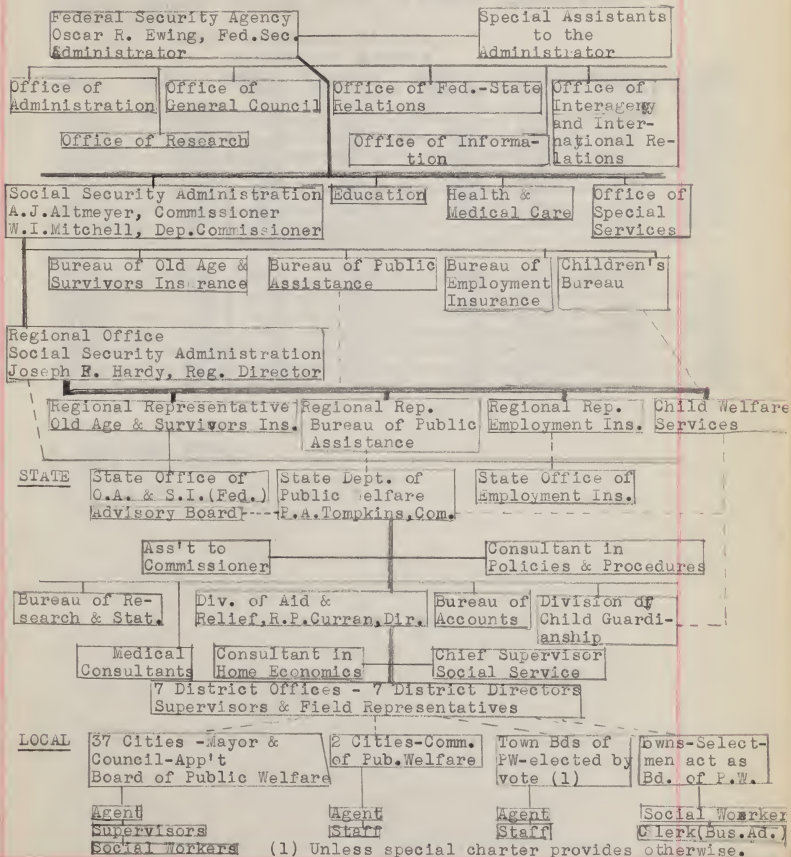 Federal Security Agency
Oscar R. Ewing, Fed.Sec.
Administrator
Special Assistants
to the
Administrator
Office of
Administration
Office of
General Council
Office of Fed.-State
Relations
Office of
Interagency
and Inter-
national Re-
lations
Office of Research
Office of Informa-
tion
Social Security Administration
A.J.Altmeyer, Commissioner
W.I.Mitchell, Dep.Commissioner
Education
Health &
Medical Care
Office of
Special
Services
Bureau of Old Age &
Survivors Insurance
Bureau of Public
Assistance
Bureau of
Employment
Insurance
Children's
Bureau
Regional Office
Social Security Administration
Joseph E. Hardy, Reg. Director
Regional Representative
Old Age & Survivors Ins.
Regional Rep.
Bureau of Public
Assistance
Regional Rep.
Employment Ins.
Child Welfare
Services
STATE
State Office of
O.A. & S.I.(Fed.)
Advisory Board
State Dept. of
Public Welfare
P.A.Tompkins,Com.
State Office of
Employment Ins.
Ass't to
Commissioner
Consultant in
Policies & Procedures
Bureau of Re-
search & Stat.
Div. of Aid &
Relief,R.P.Curran,Dir.
Bureau of
Accounts
Division of
Child Guardi-
anship
Medical
Consultants
Consultant in
Home Economics
Chief Supervisor
Social Service
7 District Offices - 7 District Directors
Supervisors & Field Representatives
LOCAL
37 Cities -Mayor &
Council-App't
Board of Public Welfare
2 Cities-Comm.
of Pub.Welfare
Town Bds of
PW-elected by
vote (1)
Towns-Select-
men act as
Bd. of P.W.
Agent
Supervisors
Social Workers
Agent
Staff
Agent
Staff
Social Woerker
Clerk(Bus.Ad.)
(1) Unless special charter provides otherwise.